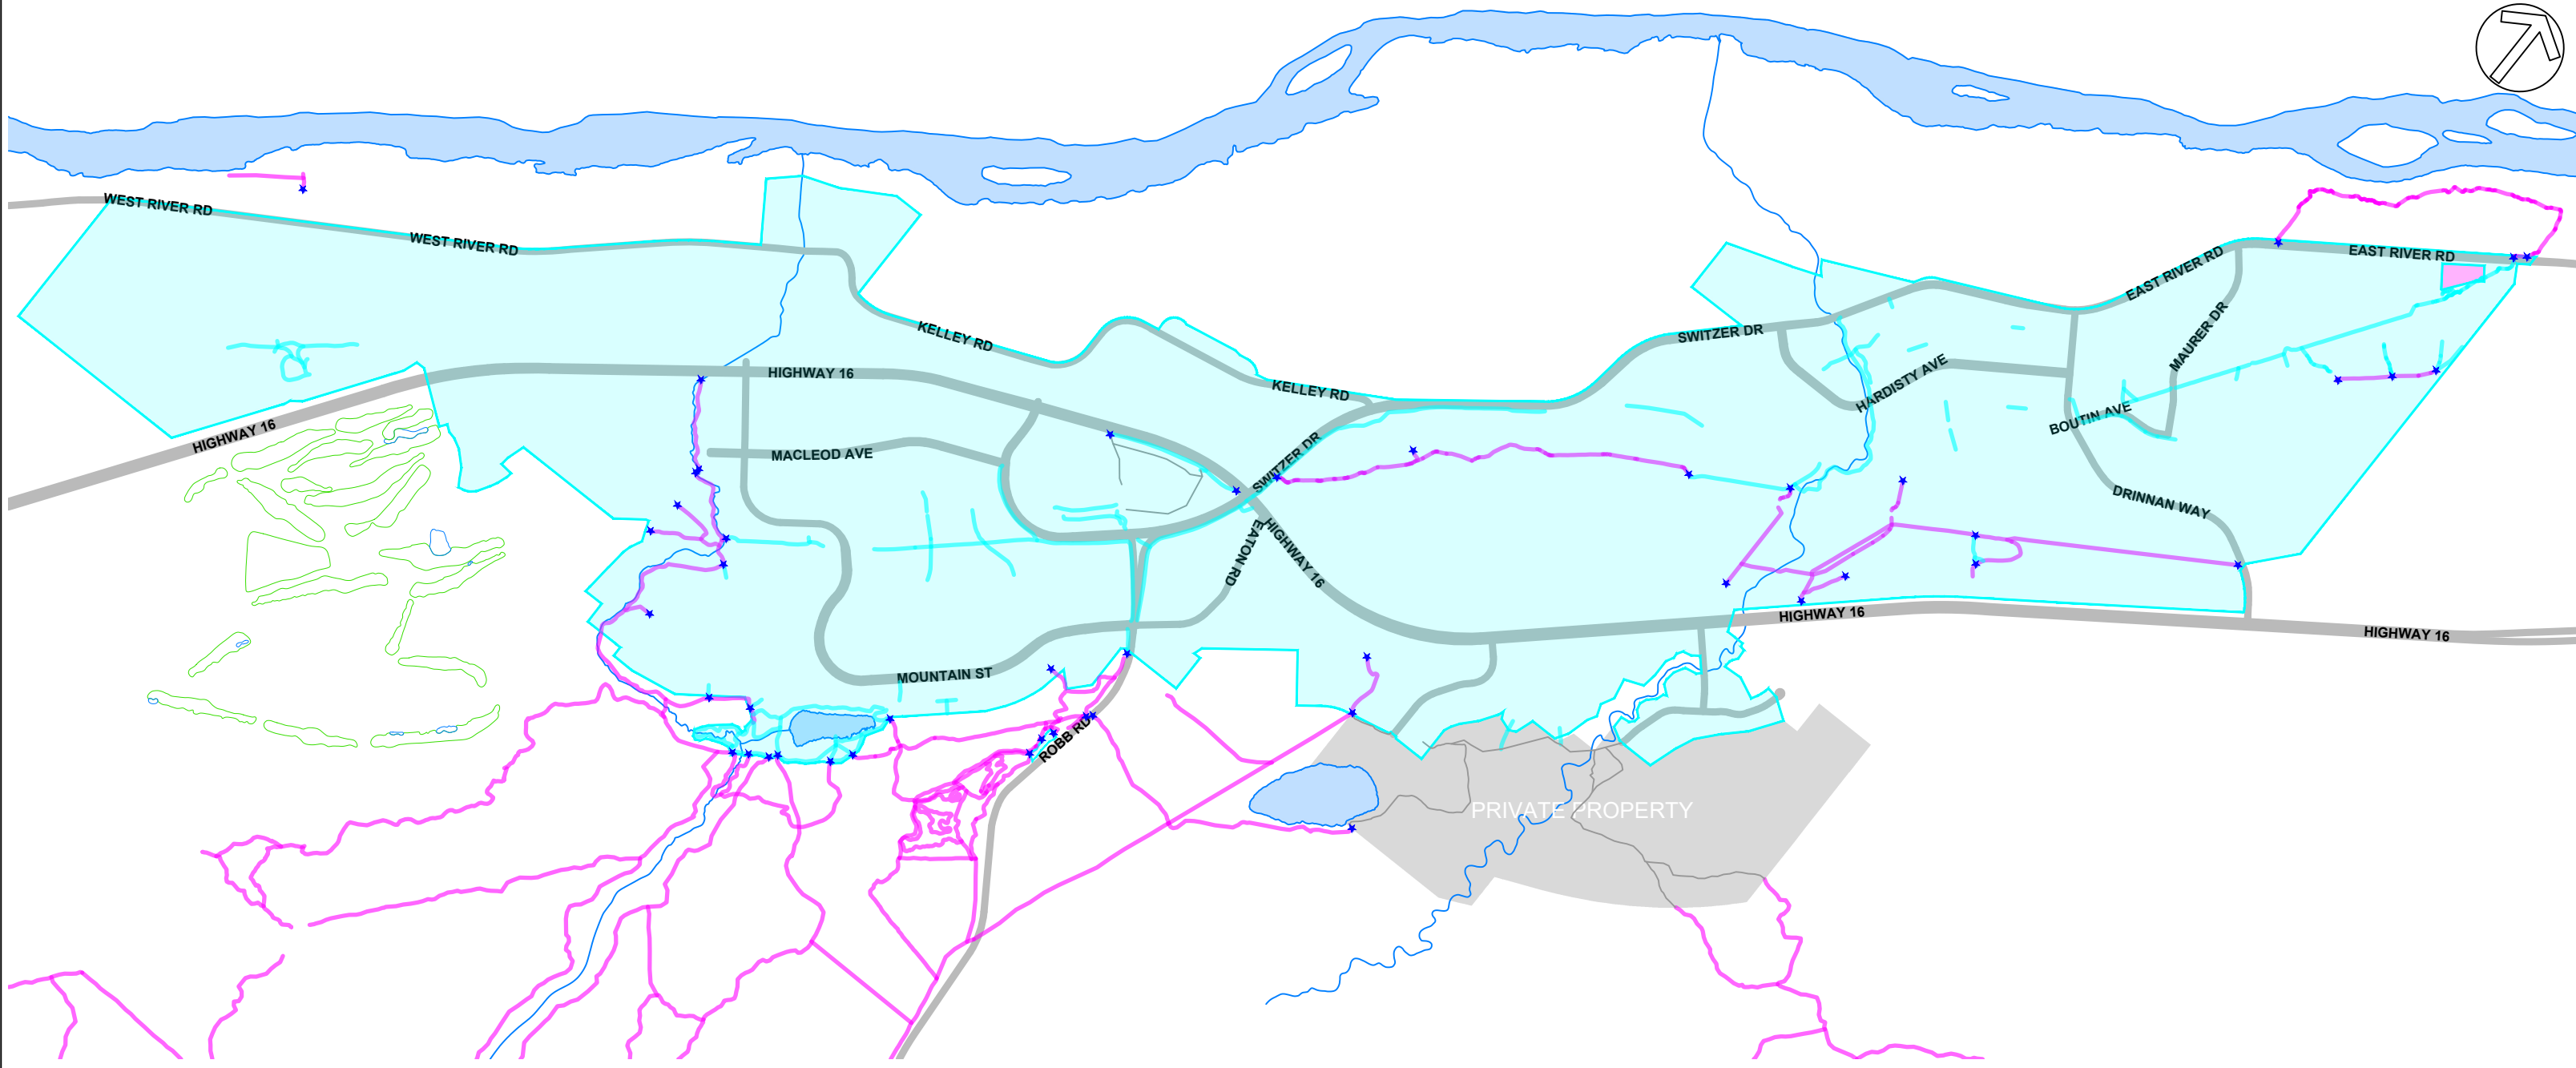 WEST RIVER RD
WEST RIVER RD
EAST RIVER RD
EAST RIVER RD
KELLEY RD
SWITZER DR
MAURER DR
HIGHWAY 16
KELLEY RD
HARDISTY AVE
HIGHWAY 16
BOUTIN AVE
MACLEOD AVE
SWITZER DR
DRINNAN WAY
EATON RD
HIGHWAY 16
HIGHWAY 16
HIGHWAY 16
MOUNTAIN ST
ROBB RD
PRIVATE PROPERTY